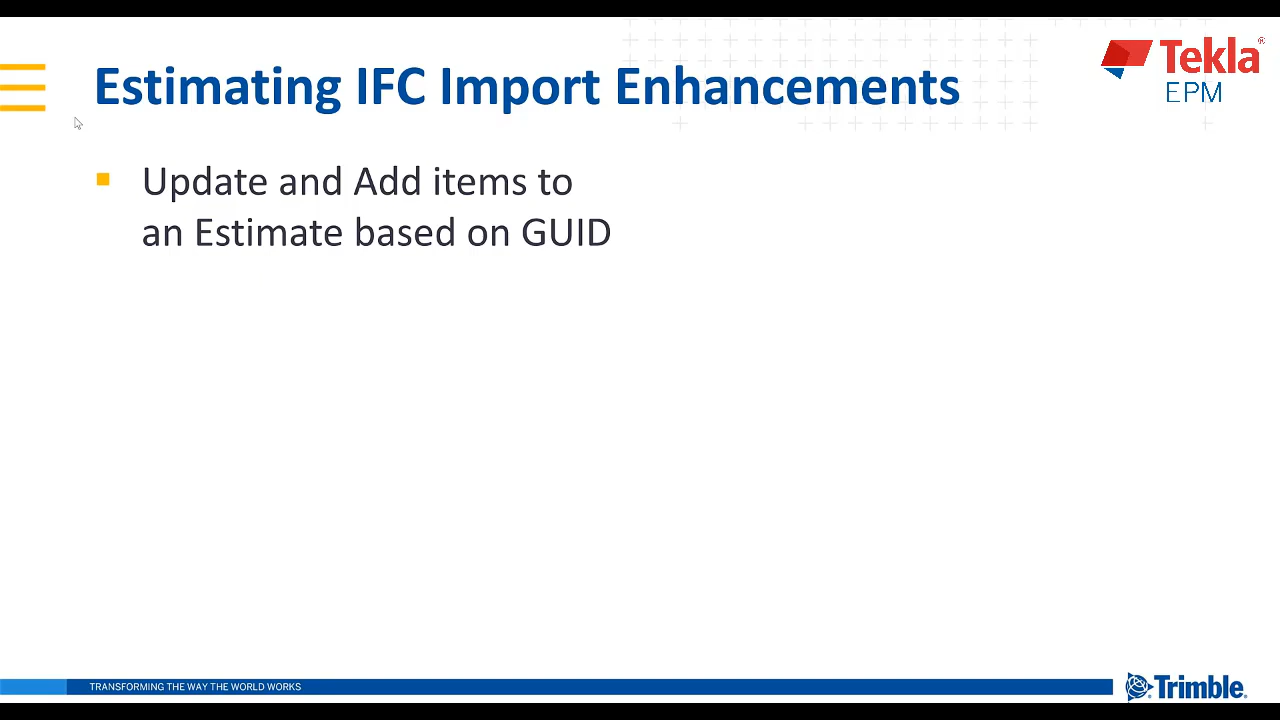 Tekla®
EPM
Estimating IFC Import Enhancements
Update and Add items to
an Estimate based on GUID
TRANSFORMING THE WAY THE WORLD WORKS
Trimble.